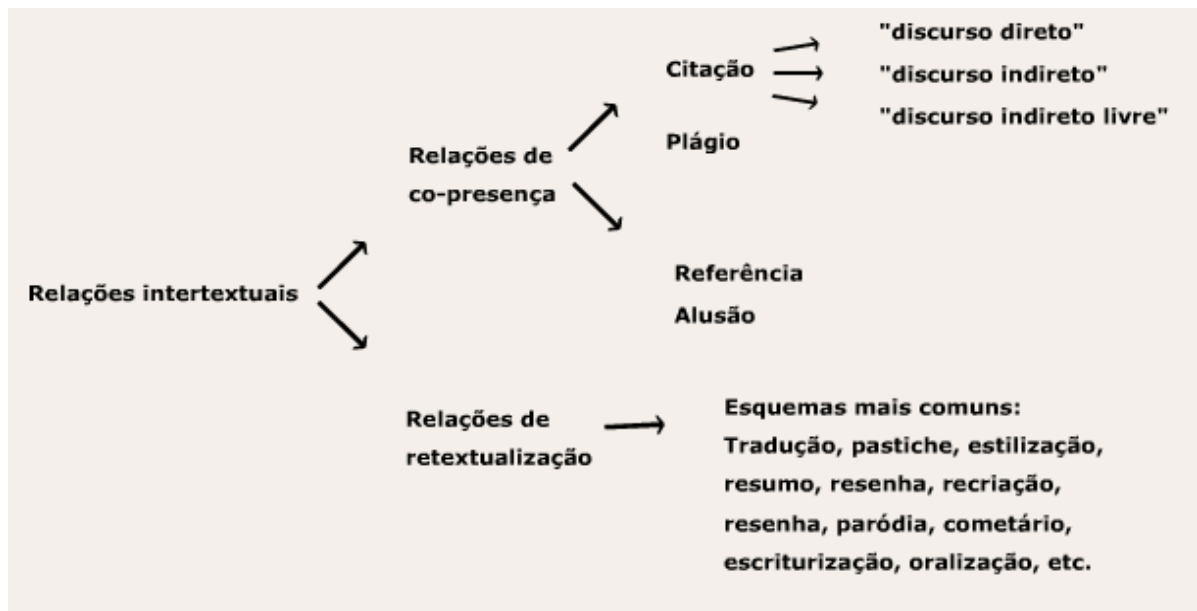 "discurso direto"
Citação
"discurso indireto"
"discurso indireto livre"
Plágio
Relações de
co-presença
Referência
Relações intertextuais
Alusão
Relações de
retextualização
Esquemas mais comuns:
Tradução, pastiche, estilização,
resumo, resenha, recriação,
resenha, paródia, cometário,
escriturização, oralização, etc.